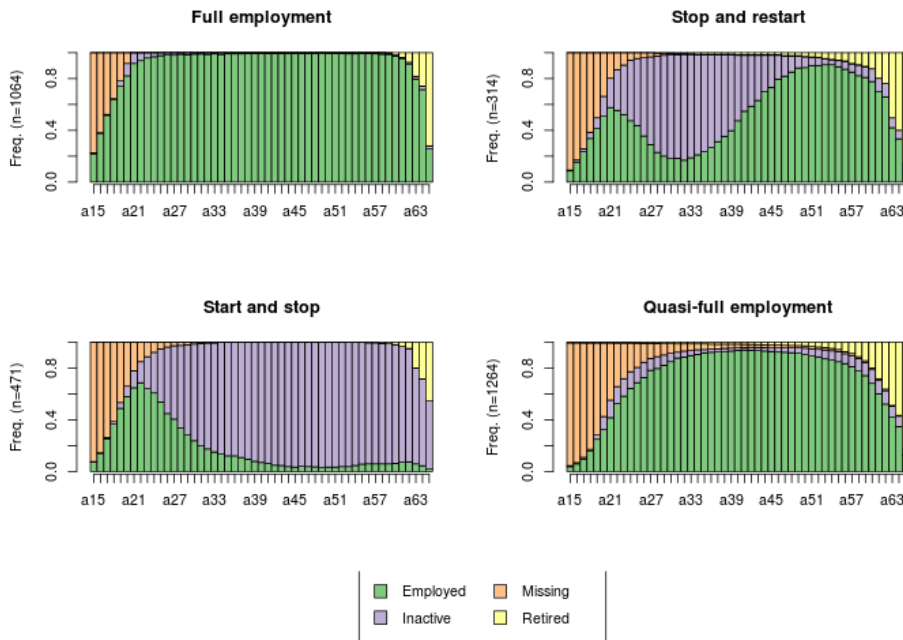 Full employment
Freq. (n=1064)
0.0 0.4 0.8
a15 a21 a27 a33 a39 a45 a51 a57 a63
Stop and restart
Freq. (n=314)
0.0 0.4 0.8
a15 a21 a27 a33 a39 a45 a51 a57 a63
Start and stop
Freq. (n=471)
0.0 0.4 0.8
a15 a21 a27 a33 a39 a45 a51 a57 a63
Quasi-full employment
Freq. (n=1264)
0.0 0.4 0.8
a15 a21 a27 a33 a39 a45 a51 a57 a63
Employed Missing
Inactive Retired